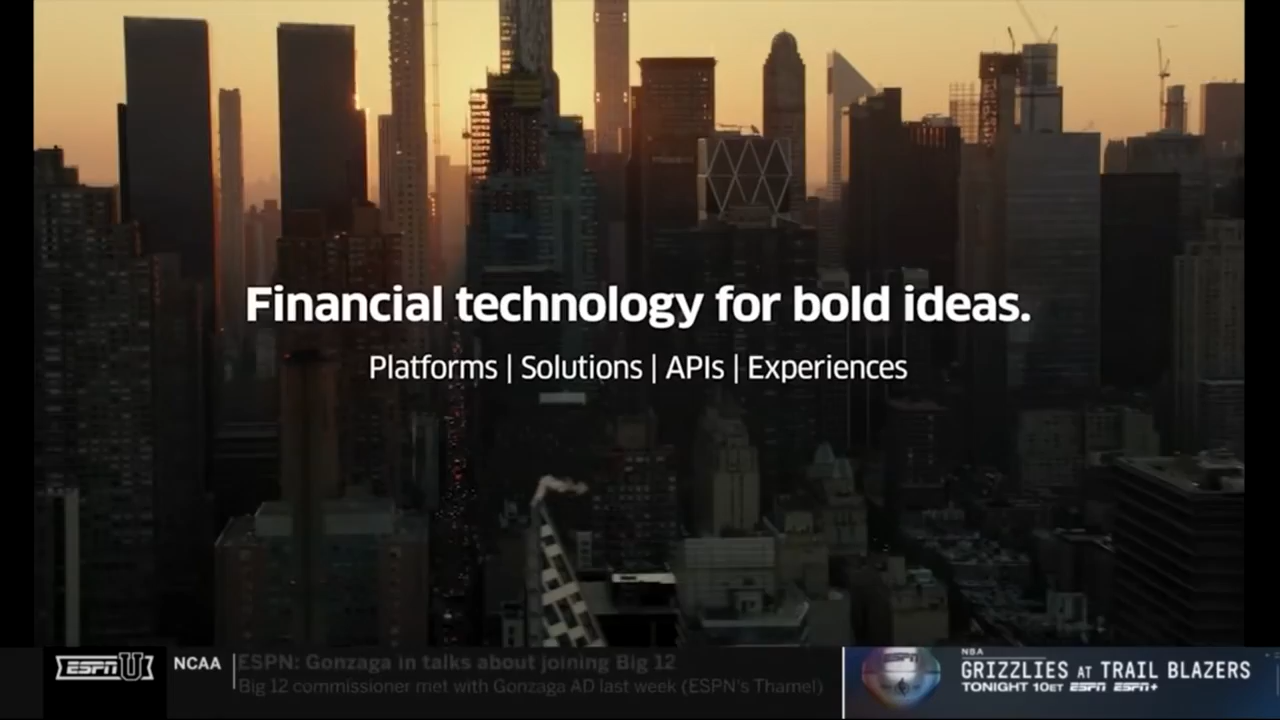 Financial technology for bold ideas.
Platforms | Solutions | APIs | Experiences
ESPNU
NCAA
ESPN: Gonzaga in talks about joining Big 12
Big 12 commissioner met with Gonzaga AD last week (ESPN's Thamel)
ESPN
NBA
GRIZZLIES AT TRAIL BLAZERS
TONIGHT 10ET ESPN ESPN+